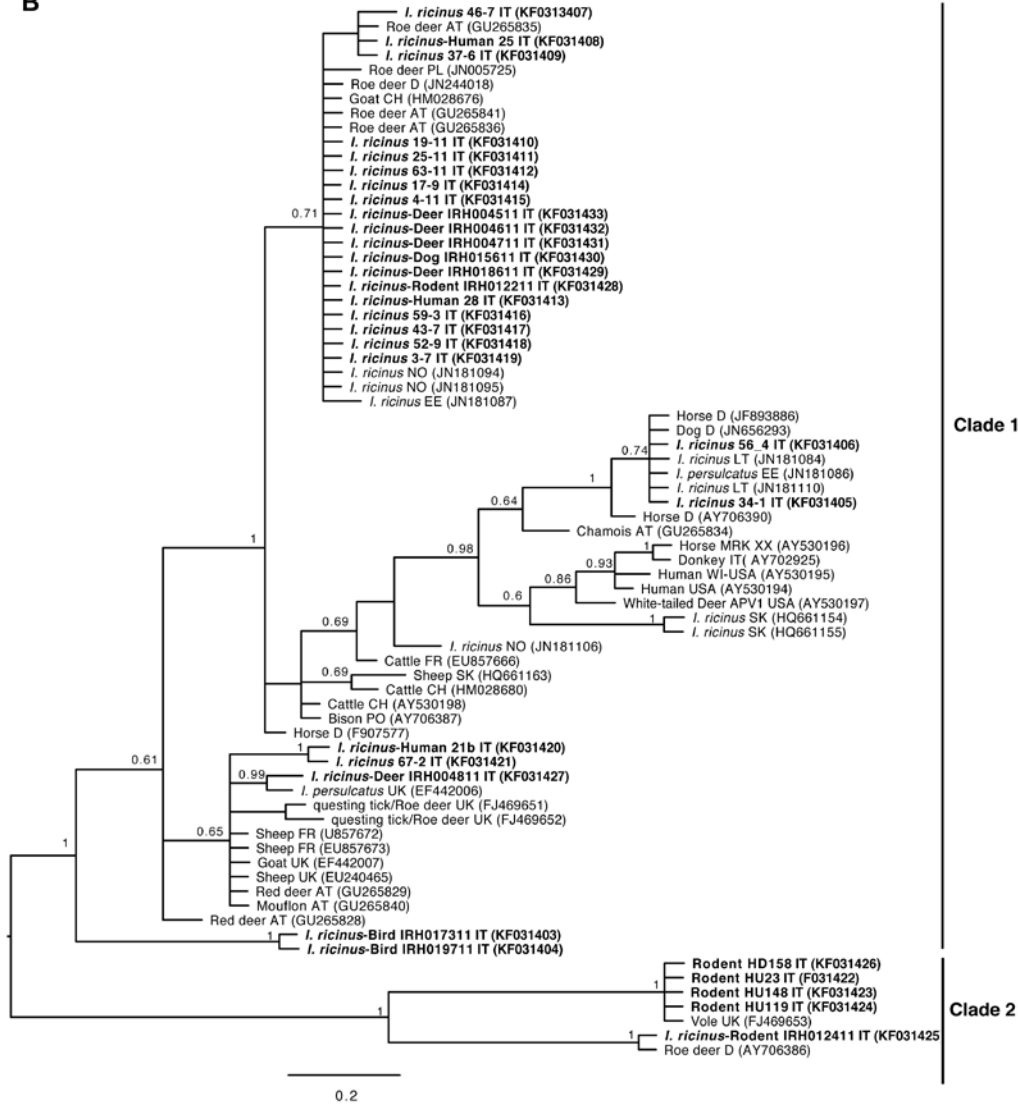 B
I. ricinus 46-7 IT (KF0313407)
Roe deer AT (GU265835)
I. ricinus-Human 25 IT (KF031408)
I. ricinus 37-6 IT (KF031409)
Roe deer PL (JN005725)
Roe deer D (JN244018)
Goat CH (HM028676)
Roe deer AT (GU265841)
Roe deer AT (GU265836)
I. ricinus 19-11 IT (KF031410)
I. ricinus 25-11 IT (KF031411)
I. ricinus 63-11 IT (KF031412)
I. ricinus 17-9 IT (KF031414)
I. ricinus 4-11 IT (KF031415)
0.71
I. ricinus-Deer IRH004511 IT (KF031433)
I. ricinus-Deer IRH004611 IT (KF031432)
I. ricinus-Deer IRH004711 IT (KF031431)
I. ricinus-Dog IRH015611 IT (KF031430)
I. ricinus-Deer IRH018611 IT (KF031429)
I. ricinus-Rodent IRH012211 IT (KF031428)
I. ricinus-Human 28 IT (KF031413)
I. ricinus 59-3 IT (KF031416)
I. ricinus 43-7 IT (KF031417)
I. ricinus 52-9 IT (KF031418)
I. ricinus 3-7 IT (KF031419)
I. ricinus NO (JN181094)
I. ricinus NO (JN181095)
I. ricinus EE (JN181087)
Horse D (JF893886)
Clade 1
Dog D (JN656293)
I. ricinus 56_4 IT (KF031406)
0.74
I. ricinus LT (JN181084)
I. persulcatus EE (JN181086)
1
I. ricinus LT (JN181110)
I. ricinus 34-1 IT (KF031405)
0.64
Horse D (AY706390)
Chamois AT (GU265834)
1
Horse MRK XX (AY530196)
1
0.98
Donkey IT( AY702925)
0.93
Human WI-USA (AY530195)
0.86
Human USA (AY530194)
0.6
White-tailed Deer APV1 USA (AY530197)
I. ricinus SK (HQ661154)
1
I. ricinus SK (HQ661155)
0.69
I. ricinus NO (JN181106)
Cattle FR (EU857666)
0.69
Sheep SK (HQ661163)
Cattle CH (HM028680)
Cattle CH (AY530198)
Bison PO (AY706387)
Horse D (F907577)
1
I. ricinus-Human 21b IT (KF031420)
0.61
I. ricinus 67-2 IT (KF031421)
0.99
I. ricinus-Deer IRH004811 IT (KF031427)
I. persulcatus UK (EF442006)
questing tick/Roe deer UK (FJ469651)
questing tick/Roe deer UK (FJ469652)
0.65
Sheep FR (U857672)
1
Sheep FR (EU857673)
Goat UK (EF442007)
Sheep UK (EU240465)
Red deer AT (GU265829)
Mouflon AT (GU265840)
Red deer AT (GU265828)
1
I. ricinus-Bird IRH017311 IT (KF031403)
I. ricinus-Bird IRH019711 IT (KF031404)
Rodent HD158 IT (KF031426)
Rodent HU23 IT (F031422)
1
Rodent HU148 IT (KF031423)
Rodent HU119 IT (KF031424)
1
Clade 2
Vole UK (FJ469653)
1
I. ricinus-Rodent IRH012411 IT (KF031425
Roe deer D (AY706386)
0.2